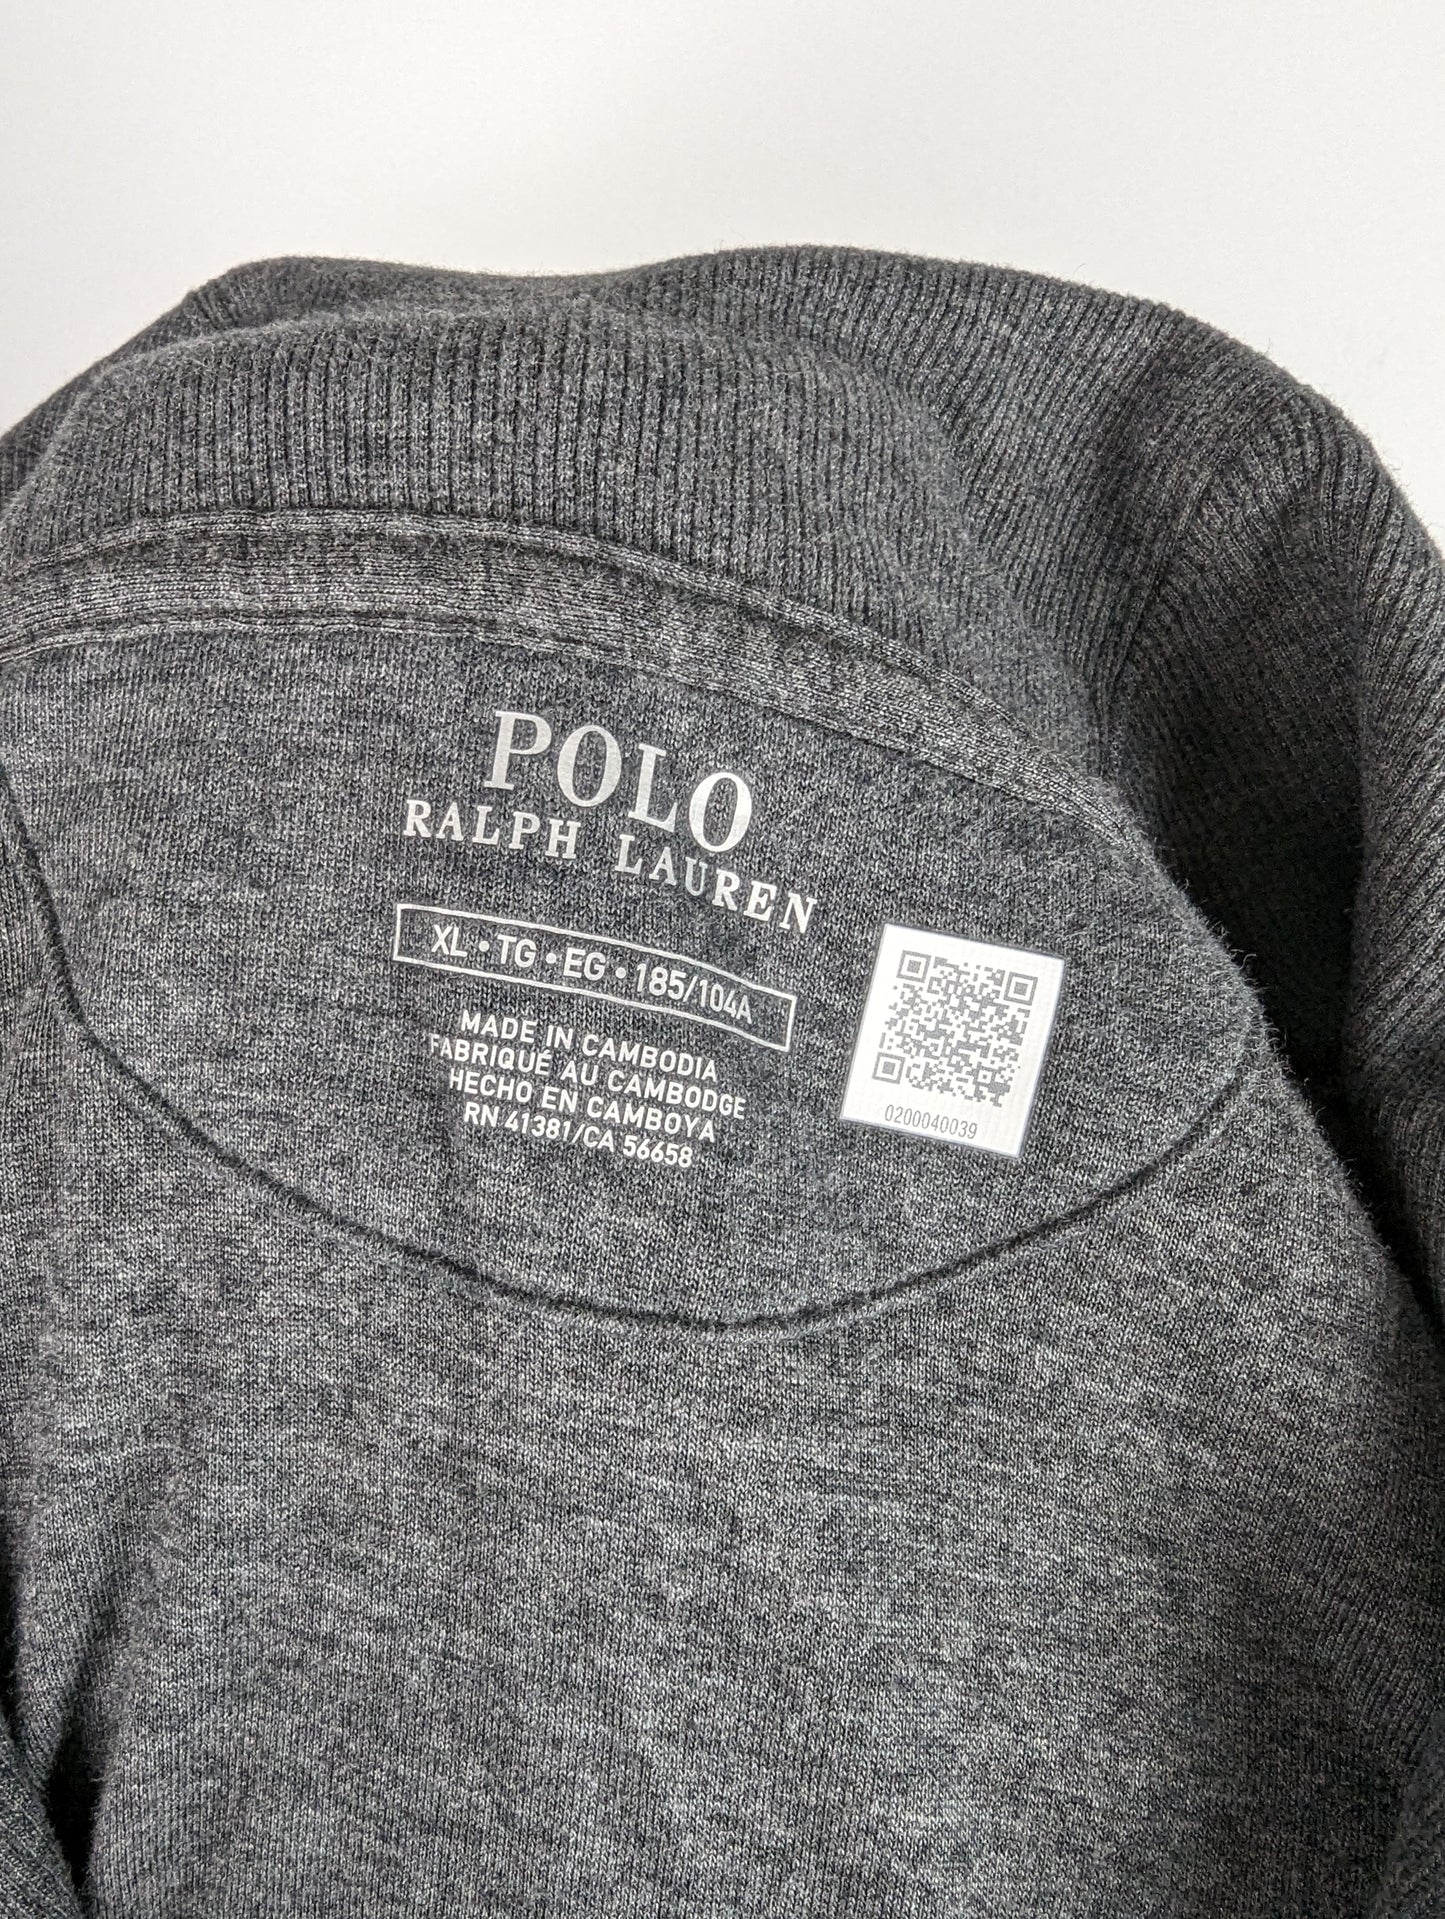 POLO
RALPH LAUREN
XL • TG • EG • 185/104A
MADE IN CAMBODIA
FABRIQUÉ AU CAMBODGE
HECHO EN CAMBOYA
RN 41381/CA 56658
0200040039